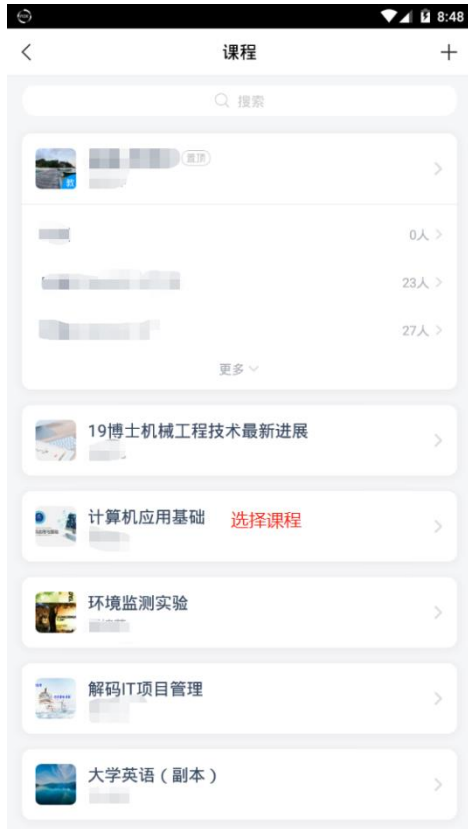 8:48
课程
搜索
置顶
教
0人
23人
27人
更多
19博士机械工程技术最新进展
计算机应用基础 选择课程
环境监测实验
解码IT项目管理
大学英语（副本）